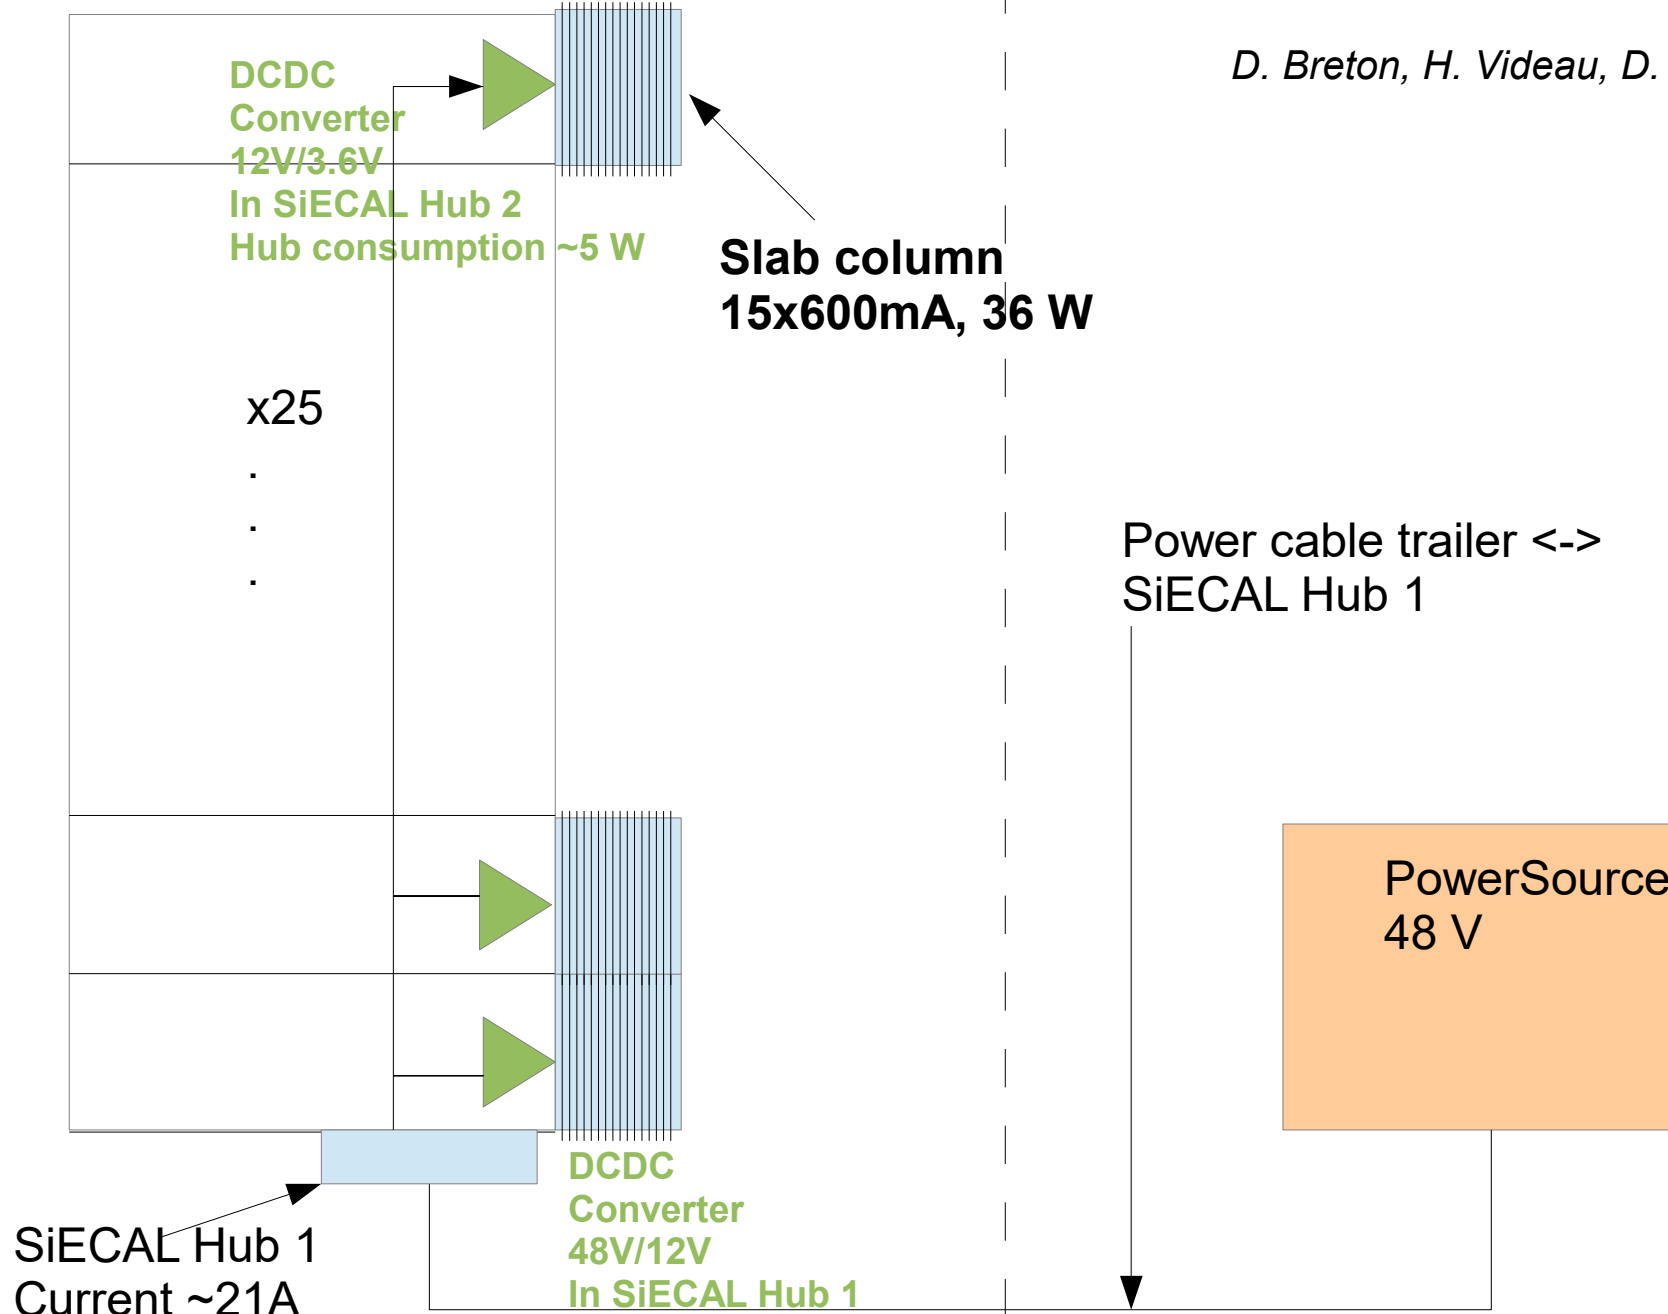 D. Breton, H. Videau, D.
DCDC
Converter
12V/3.6V
In SiECAL Hub 2
Hub consumption ~5 W
Slab column
15x600mA, 36 W
x25
.
.
.
Power cable trailer <->
SiECAL Hub 1
PowerSource
48 V
DCDC
Converter
48V/12V
In SiECAL Hub 1
SiECAL Hub 1
Current ~21A